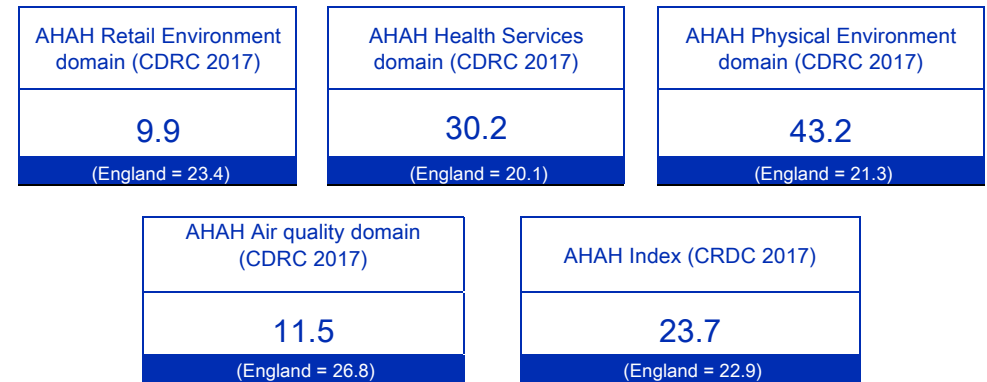 AHAH Retail Environment
domain (CDRC 2017)
9.9
(England = 23.4)
AHAH Health Services
domain (CDRC 2017)
30.2
(England = 20.1)
AHAH Physical Environment
domain (CDRC 2017)
43.2
(England = 21.3)
AHAH Air quality domain
(CDRC 2017)
11.5
(England = 26.8)
AHAH Index (CRDC 2017)
23.7
(England = 22.9)